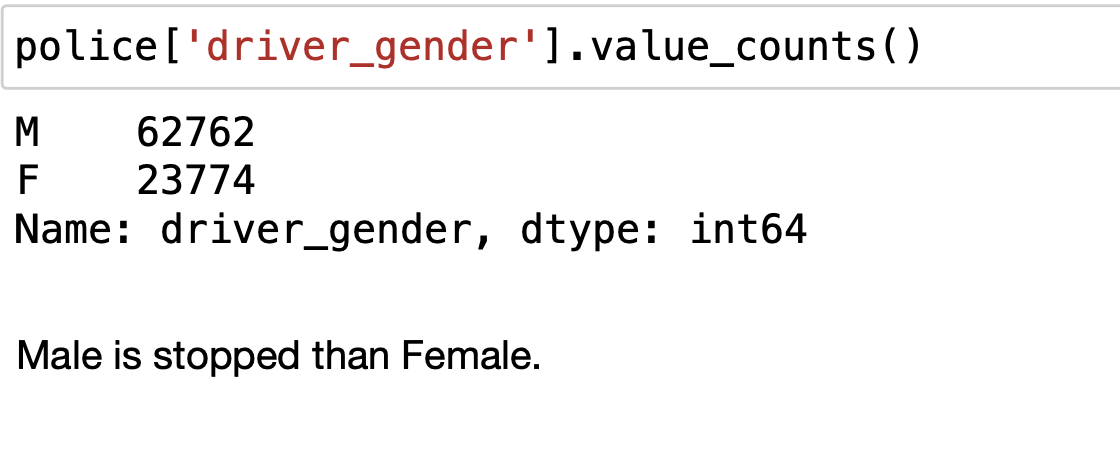 police['driver_gender'].value_counts()
M    62762
F    23774
Name: driver_gender, dtype: int64
Male is stopped than Female.